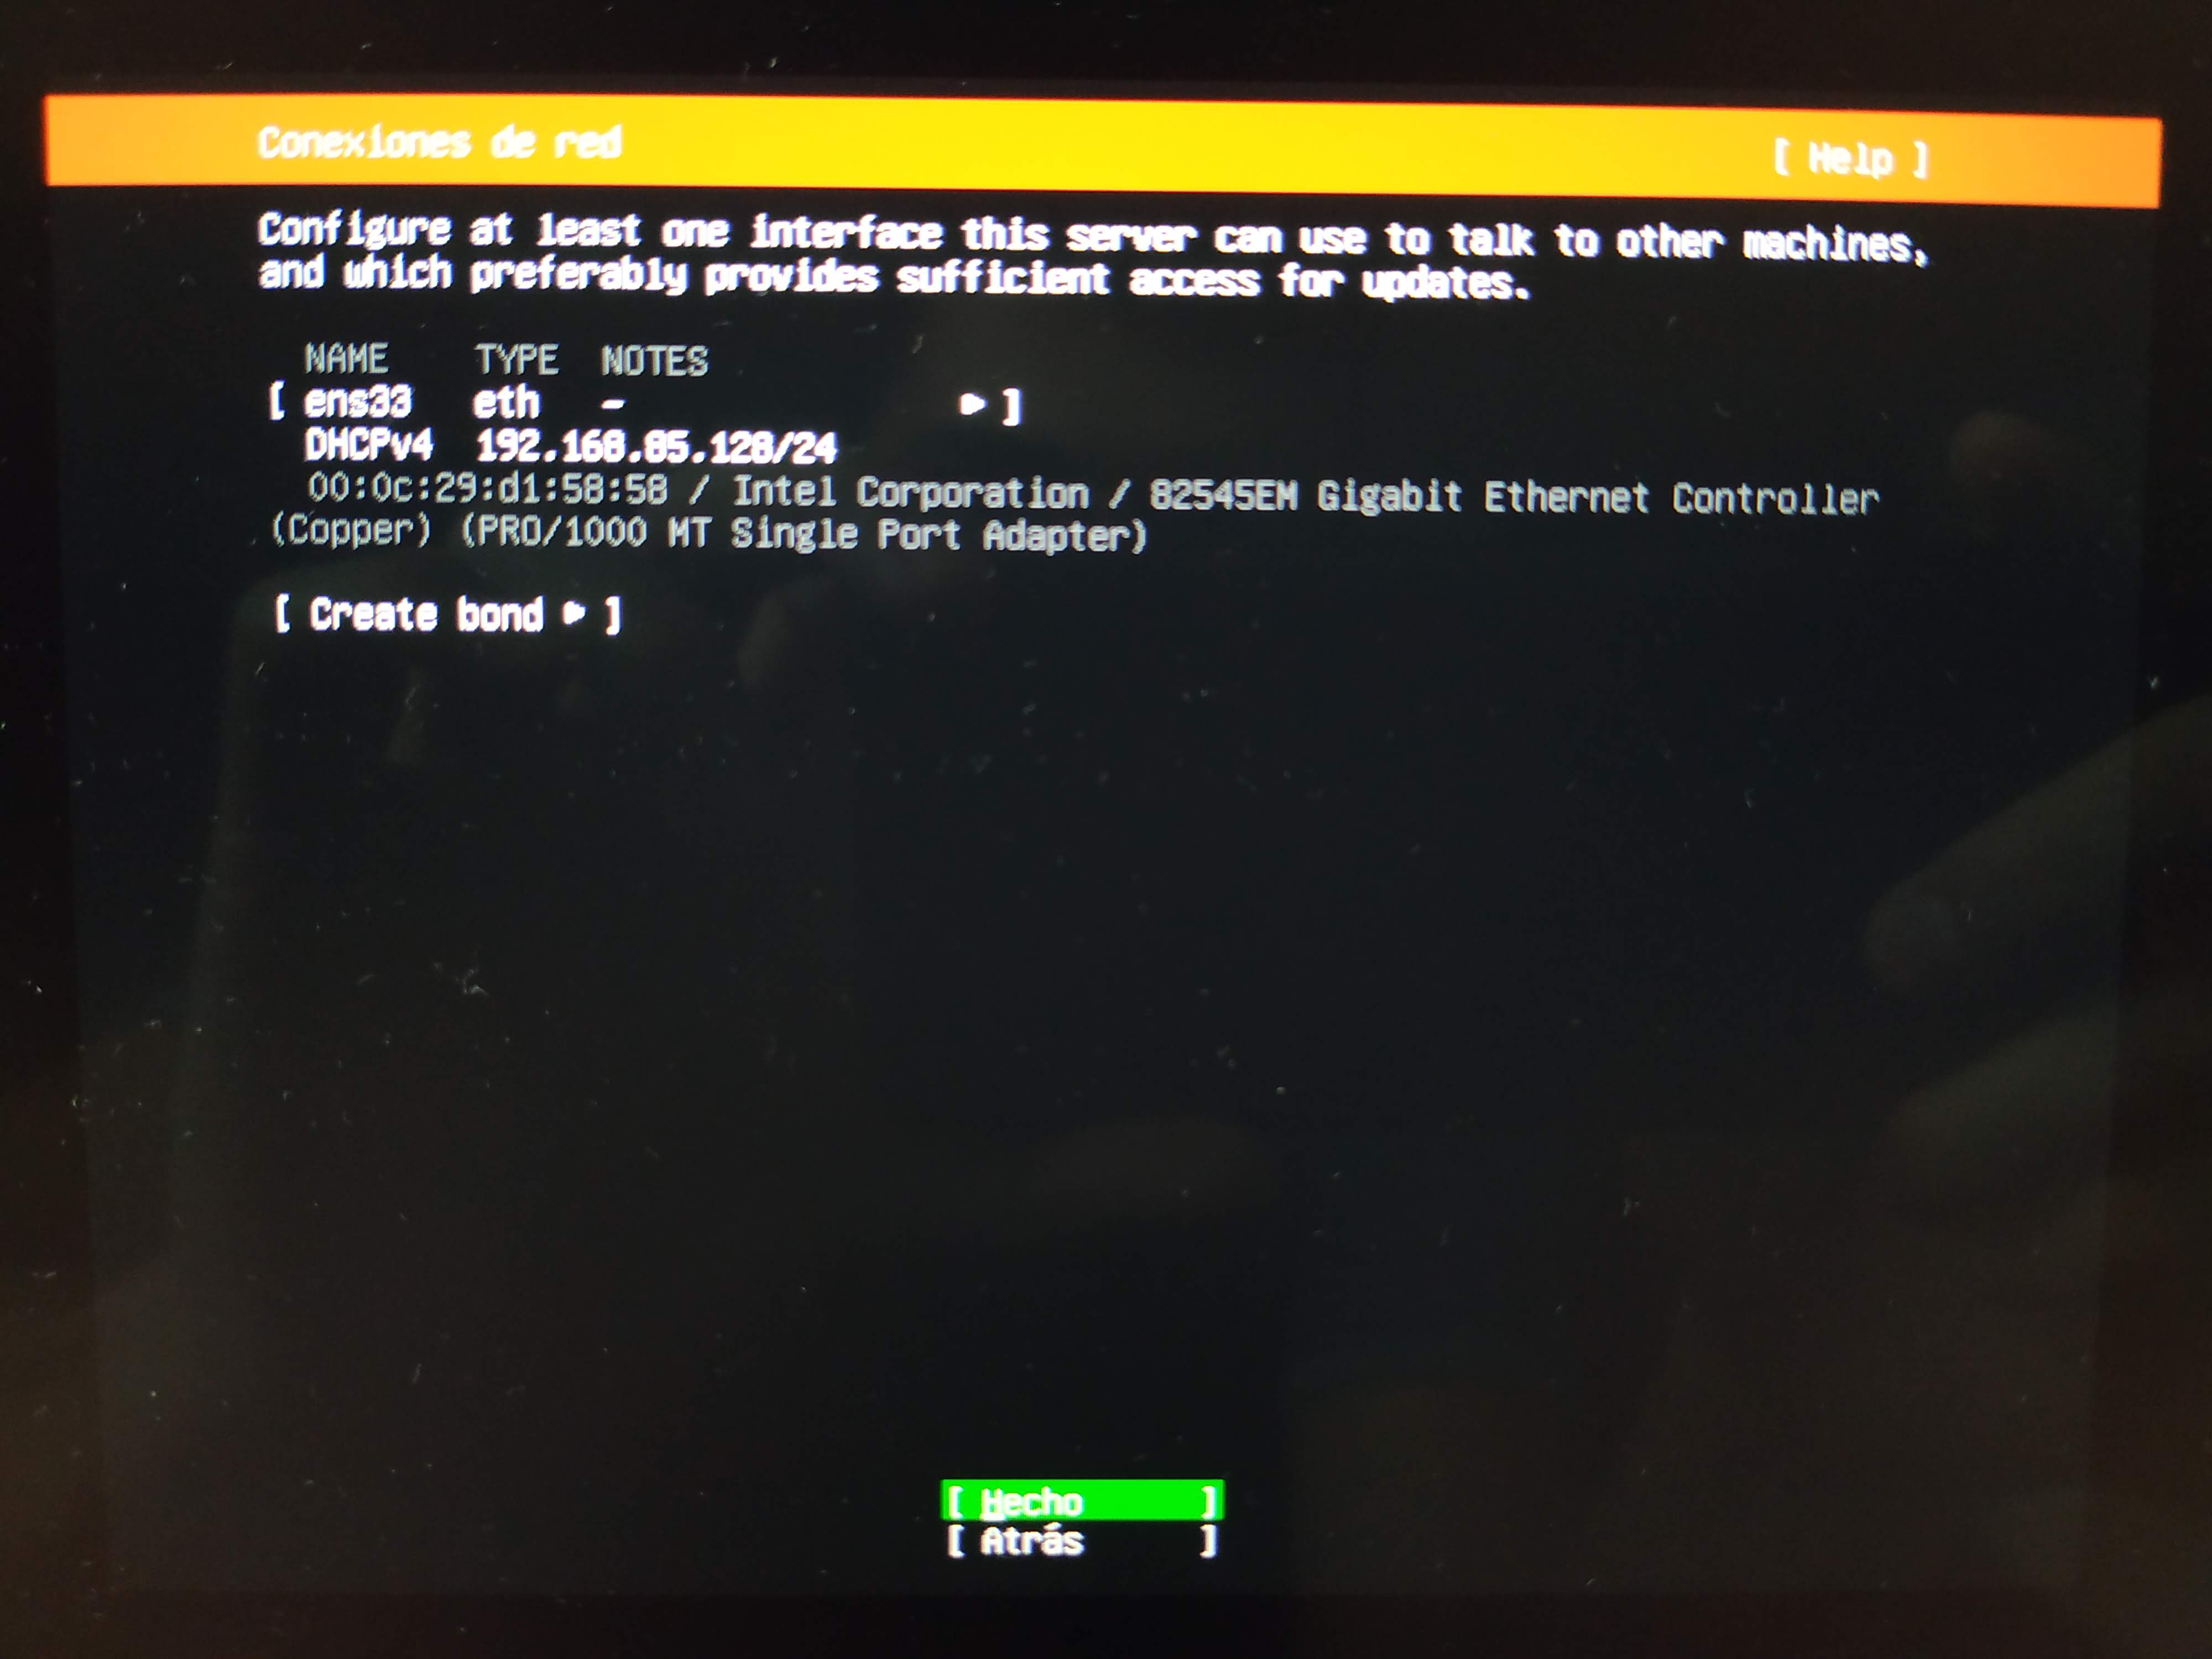 Conexiones de red [ Help ]
Configure at least one interface this server can use to talk to other machines,
and which preferably provides sufficient access for updates.
NAME TYPE NOTES
[ ens33 eth - ▸ ]
DHCPv4 192.168.85.128/24
00:0c:29:d1:58:58 / Intel Corporation / 82545EM Gigabit Ethernet Controller
(Copper) (PRO/1000 MT Single Port Adapter)
[ Create bond ▸ ]
[ Hecho ]
[ Atrás ]